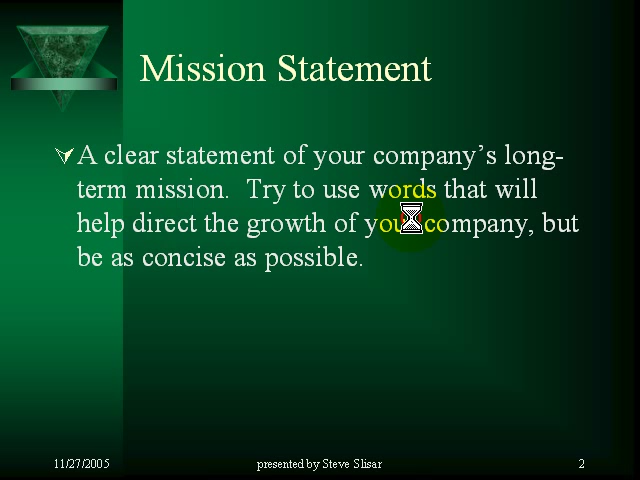 Mission Statement
A clear statement of your company's long-
term mission.  Try to use words that will
help direct the growth of your company, but
be as concise as possible.
11/27/2005
presented by Steve Slisar
2